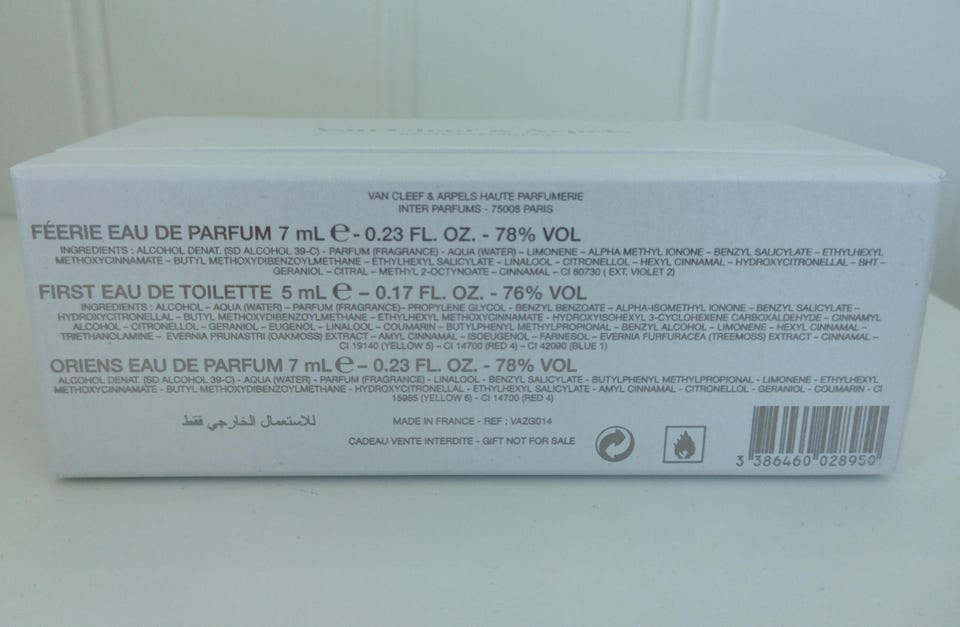 Van Cleef & Arpels
VAN CLEEF & ARPELS HAUTE PARFUMERIE
INTER PARFUMS - 75008 PARIS
FÉERIE EAU DE PARFUM 7 mL ℮ - 0.23 FL. OZ. - 78% VOL
INGREDIENTS : ALCOHOL DENAT. (SD ALCOHOL 39-C) - PARFUM (FRAGRANCE) - AQUA (WATER) – LIMONENE – ALPHA METHYL IONONE – BENZYL SALICYLATE – ETHYLHEXYL
METHOXYCINNAMATE – BUTYL METHOXYDIBENZOYLMETHANE – ETHYLHEXYL SALICYLATE – LINALOOL – CITRONELLOL – HEXYL CINNAMAL – HYDROXYCITRONELLAL – BHT –
GERANIOL – CITRAL – METHYL 2-OCTYNOATE – CINNAMAL – CI 60730 ( EXT. VIOLET 2)
FIRST EAU DE TOILETTE 5 mL ℮ – 0.17 FL. OZ. - 76% VOL
INGREDIENTS : ALCOHOL – AQUA (WATER) – PARFUM (FRAGRANCE)– PROPYLENE GLYCOL - BENZYL BENZOATE – ALPHA-ISOMETHYL IONONE – BENZYL SALICYLATE –
HYDROXYCITRONELLAL – BUTYL METHOXYDIBENZOYLMETHANE – ETHYLHEXYL METHOXYCINNAMATE – HYDROXYISOHEXYL 3-CYCLOHEXENE CARBOXALDEHYDE – CINNAMYL
ALCOHOL – CITRONELLOL – GERANIOL – EUGENOL – LINALOOL – COUMARIN – BUTYLPHENYL METHYLPROPIONAL – BENZYL ALCOHOL – LIMONENE – HEXYL CINNAMAL –
TRIETHANOLAMINE – EVERNIA PRUNASTRI (OAKMOSS) EXTRACT – AMYL CINNAMAL – ISOEUGENOL – FARNESOL – EVERNIA FURFURACEA (TREEMOSS) EXTRACT – CINNAMAL –
CI 19140 (YELLOW 5) – CI 14700 (RED 4) – CI 42090 (BLUE 1)
ORIENS EAU DE PARFUM 7 mL ℮ – 0.23 FL. OZ. – 78% VOL
ALCOHOL DENAT. (SD ALCOHOL 39-C) - AQUA (WATER) - PARFUM (FRAGRANCE) - LINALOOL - BENZYL SALICYLATE - BUTYLPHENYL METHYLPROPIONAL - LIMONENE - ETHYLHEXYL
METHOXYCINNAMATE - BUTYL METHOXYDIBENZOYLMETHANE - HYDROXYCITRONELLAL - ETHYLHEXYL SALICYLATE - AMYL CINNAMAL - CITRONELLOL - GERANIOL - COUMARIN - CI
15985 (YELLOW 6) - CI 14700 (RED 4)
للاستعمال الخارجي فقط
MADE IN FRANCE - REF : VAZG014
CADEAU VENTE INTERDITE - GIFT NOT FOR SALE
3 386460 028950